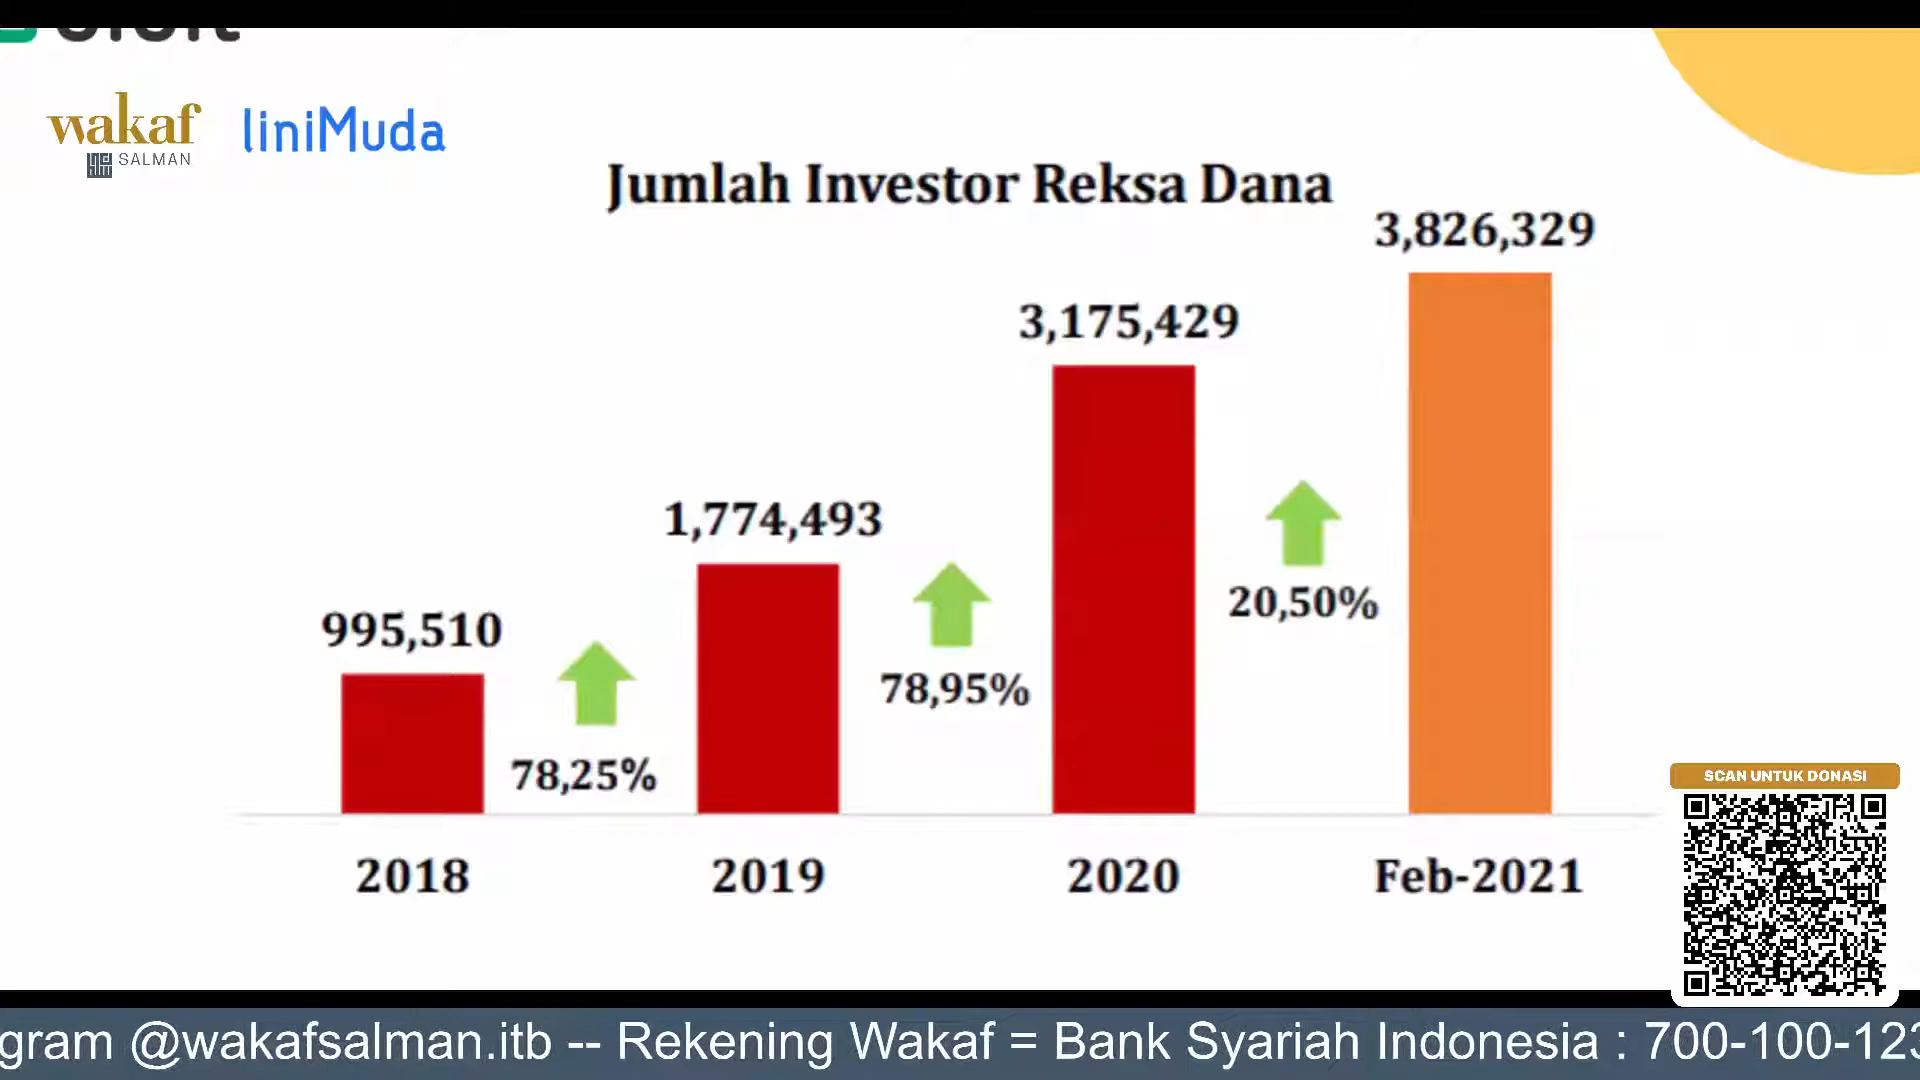 wakaf
SALMAN
liniMuda
Jumlah Investor Reksa Dana
3,826,329
3,175,429
1,774,493
995,510
20,50%
78,95%
78,25%
2018 2019 2020 Feb-2021
SCAN UNTUK DONASI
gram @wakafsalman.itb -- Rekening Wakaf = Bank Syariah Indonesia : 700-100-123